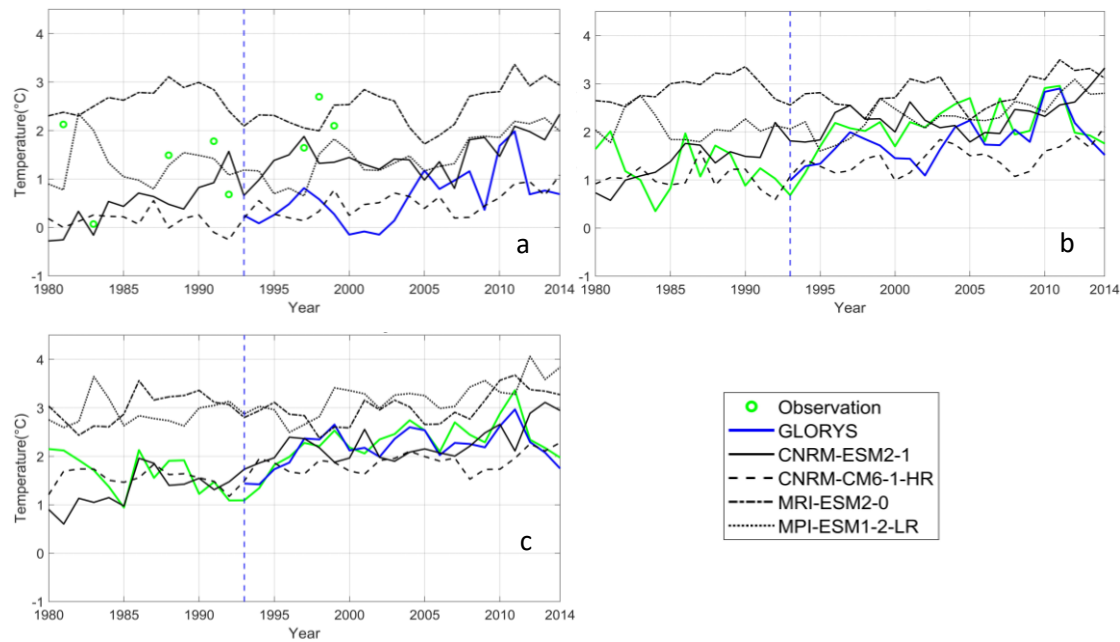 4
3
2
1
0
-1
Temperature(°C)
1980 1985 1990 1995 2000 2005 2010 2014
Year
a
4
3
2
1
0
-1
1980 1985 1990 1995 2000 2005 2010 2014
Year
b
4
3
2
1
0
-1
Temperature(°C)
1980 1985 1990 1995 2000 2005 2010 2014
Year
c
Observation
GLORYS
CNRM-ESM2-1
CNRM-CM6-1-HR
MRI-ESM2-0
MPI-ESM1-2-LR